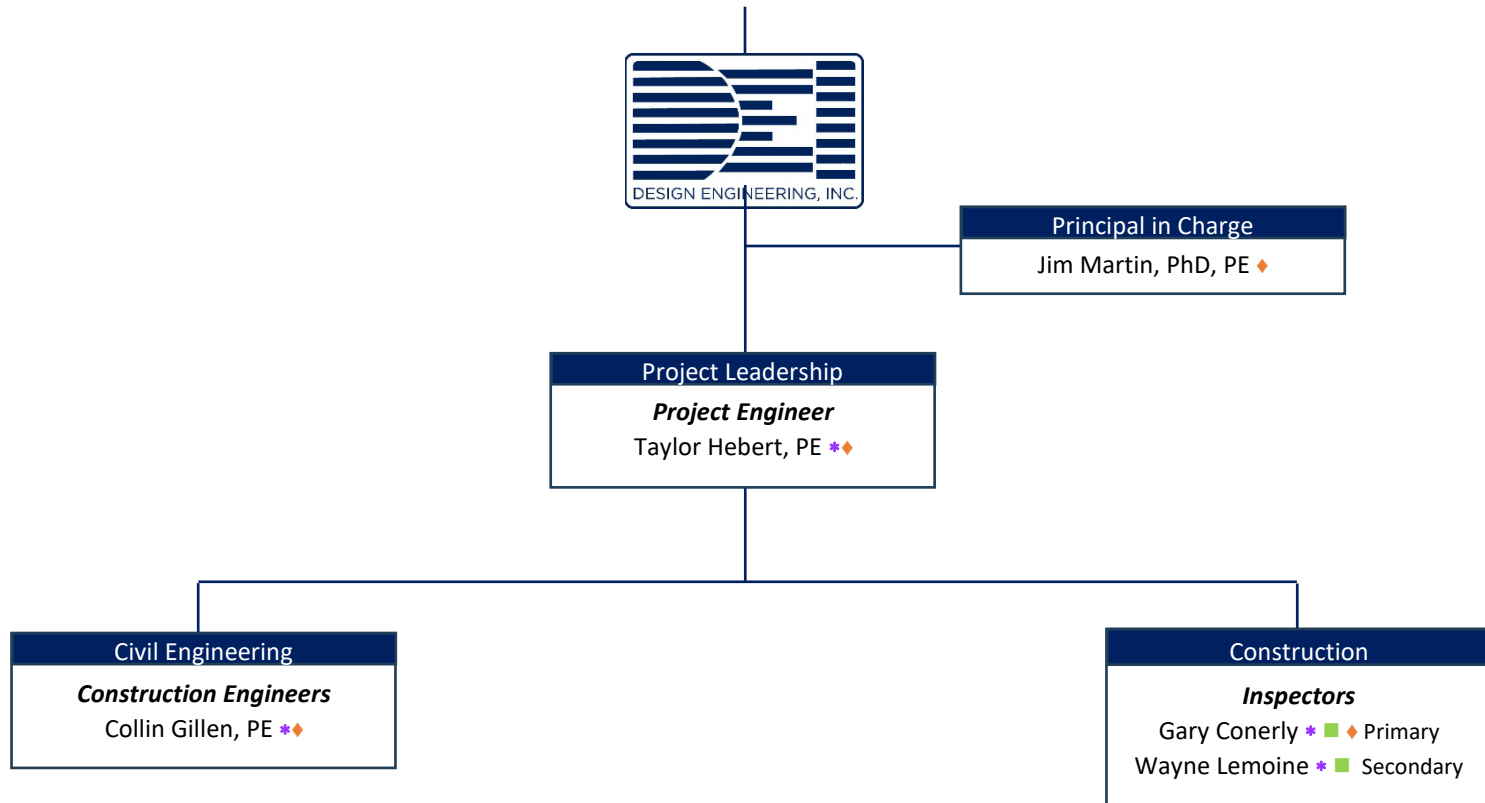 DESIGN ENGINEERING, INC.
Principal in Charge
Jim Martin, PhD, PE ♦
Project Leadership
Project Engineer
Taylor Hebert, PE *♦
Civil Engineering
Construction Engineers
Collin Gillen, PE *♦
Construction
Inspectors
Gary Conerly * ■ ♦ Primary
Wayne Lemoine * ■ Secondary